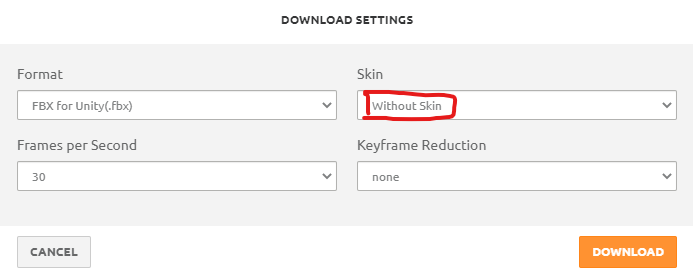 DOWNLOAD SETTINGS
Format
Skin
FBX for Unity(.fbx)
Without Skin
Frames per Second
Keyframe Reduction
30
none
CANCEL
DOWNLOAD